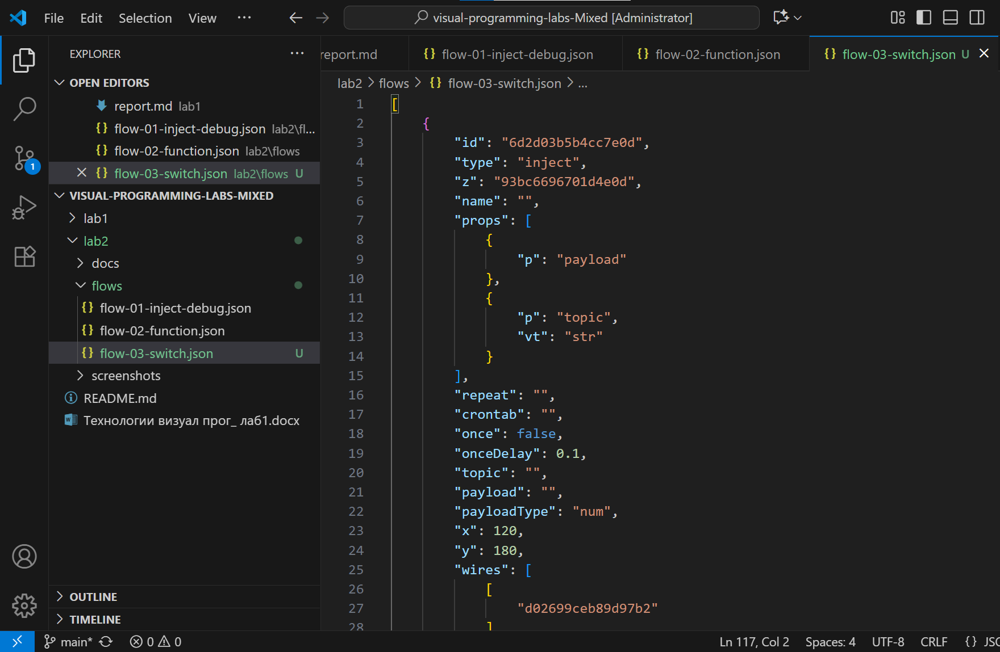 File Edit Selection View ··· visual-programming-labs-Mixed [Administrator]
EXPLORER ···
OPEN EDITORS
report.md lab1
{} flow-01-inject-debug.json lab2\fl...
{} flow-02-function.json lab2\flows
{} flow-03-switch.json lab2\flows U
VISUAL-PROGRAMMING-LABS-MIXED
lab1
lab2
docs
flows
{} flow-01-inject-debug.json
{} flow-02-function.json
{} flow-03-switch.json U
screenshots
README.md
Технологии визуал прог_ лаб1.docx
OUTLINE
TIMELINE
1
report.md {} flow-01-inject-debug.json {} flow-02-function.json {} flow-03-switch.json U
lab2 > flows > {} flow-03-switch.json > ...
1 [
2 {
3 "id": "6d2d03b5b4cc7e0d",
4 "type": "inject",
5 "z": "93bc6696701d4e0d",
6 "name": "",
7 "props": [
8 {
9 "p": "payload"
10 },
11 {
12 "p": "topic",
13 "vt": "str"
14 }
15 ],
16 "repeat": "",
17 "crontab": "",
18 "once": false,
19 "onceDelay": 0.1,
20 "topic": "",
21 "payload": "",
22 "payloadType": "num",
23 "x": 120,
24 "y": 180,
25 "wires": [
26 [
27 "d02699ceb89d97b2"
28 ]
main* 0 0 Ln 117, Col 2 Spaces: 4 UTF-8 CRLF {} JSO